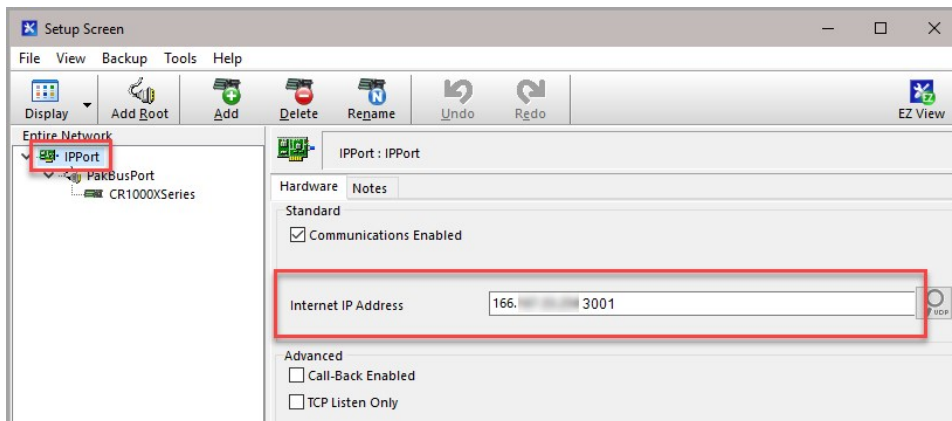 Setup Screen
File View Backup Tools Help
Display Add Root Add Delete Rename Undo Redo EZ View
Entire Network
IPPort
PakBusPort
CR1000XSeries
IPPort : IPPort
Hardware Notes
Standard
Communications Enabled
Internet IP Address 166. 3001
UDP
Advanced
Call-Back Enabled
TCP Listen Only